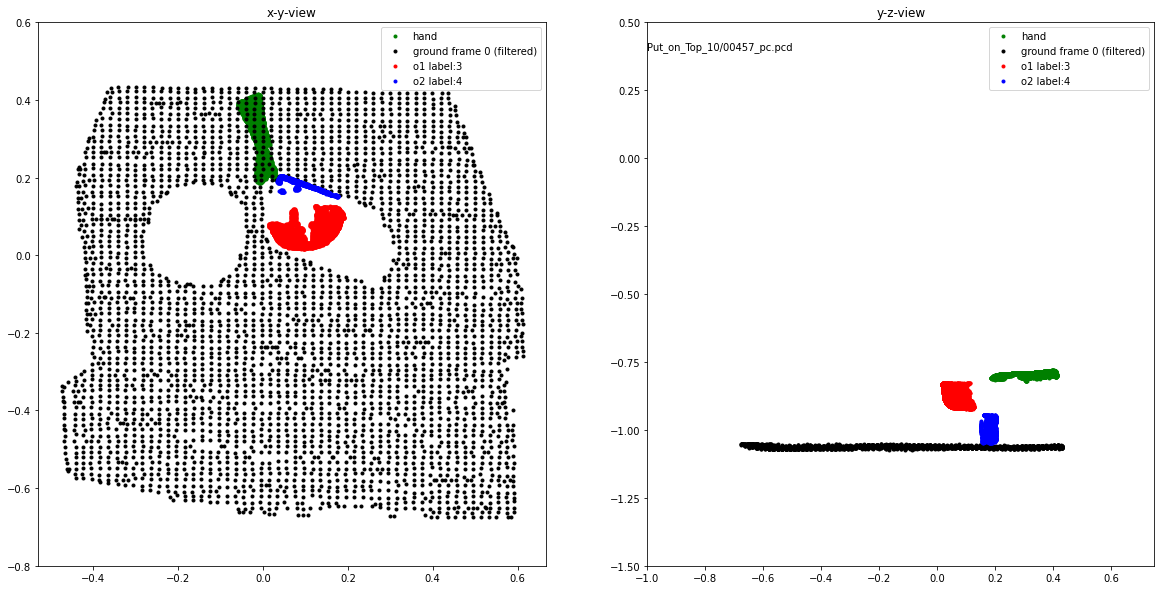 x-y-view
0.6
0.4
0.2
0.0
−0.2
−0.4
−0.6
−0.8
−0.4
−0.2
0.0
0.2
0.4
0.6
hand
ground frame 0 (filtered)
o1 label:3
o2 label:4
y-z-view
Put_on_Top_10/00457_pc.pcd
0.50
0.25
0.00
−0.25
−0.50
−0.75
−1.00
−1.25
−1.50
−1.0
−0.8
−0.6
−0.4
−0.2
0.0
0.2
0.4
0.6
hand
ground frame 0 (filtered)
o1 label:3
o2 label:4